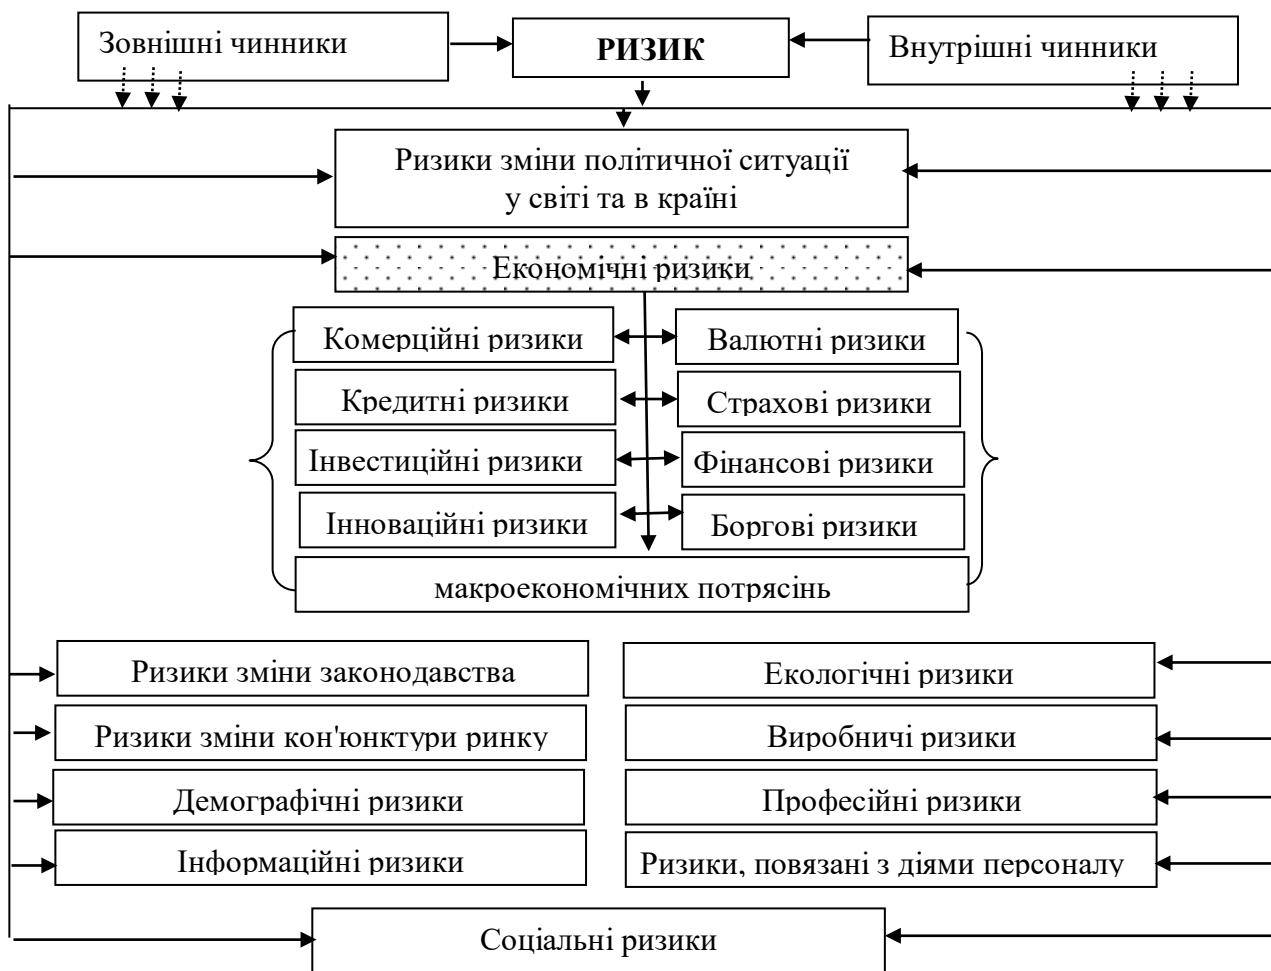 Зовнішні чинники
РИЗИК
Внутрішні чинники
Ризики зміни політичної ситуації
у світі та в країні
Економічні ризики
Комерційні ризики
Валютні ризики
Кредитні ризики
Страхові ризики
Інвестиційні ризики
Фінансові ризики
Інноваційні ризики
Боргові ризики
макроекономічних потрясінь
Ризики зміни законодавства
Екологічні ризики
Ризики зміни кон'юнктури ринку
Виробничі ризики
Демографічні ризики
Професійні ризики
Інформаційні ризики
Ризики, повязані з діями персоналу
Соціальні ризики